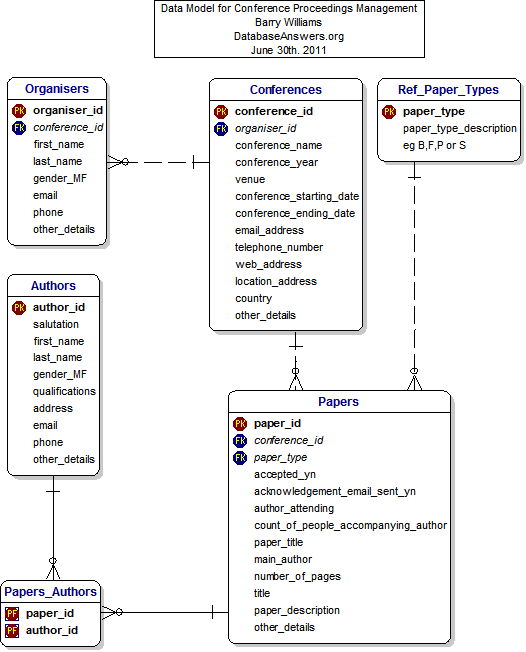 Data Model for Conference Proceedings Management
Barry Williams
DatabaseAnswers.org
June 30th. 2011
Organisers
PK organiser_id
FK conference_id
first_name
last_name
gender_MF
email
phone
other_details
Conferences
PK conference_id
FK organiser_id
conference_name
conference_year
venue
conference_starting_date
conference_ending_date
email_address
telephone_number
web_address
location_address
country
other_details
Ref_Paper_Types
PK paper_type
paper_type_description
eg B,F,P or S
Authors
PK author_id
salutation
first_name
last_name
gender_MF
qualifications
address
email
phone
other_details
Papers
PK paper_id
FK conference_id
FK paper_type
accepted_yn
acknowledgement_email_sent_yn
author_attending
count_of_people_accompanying_author
paper_title
main_author
number_of_pages
title
paper_description
other_details
Papers_Authors
PF paper_id
PF author_id